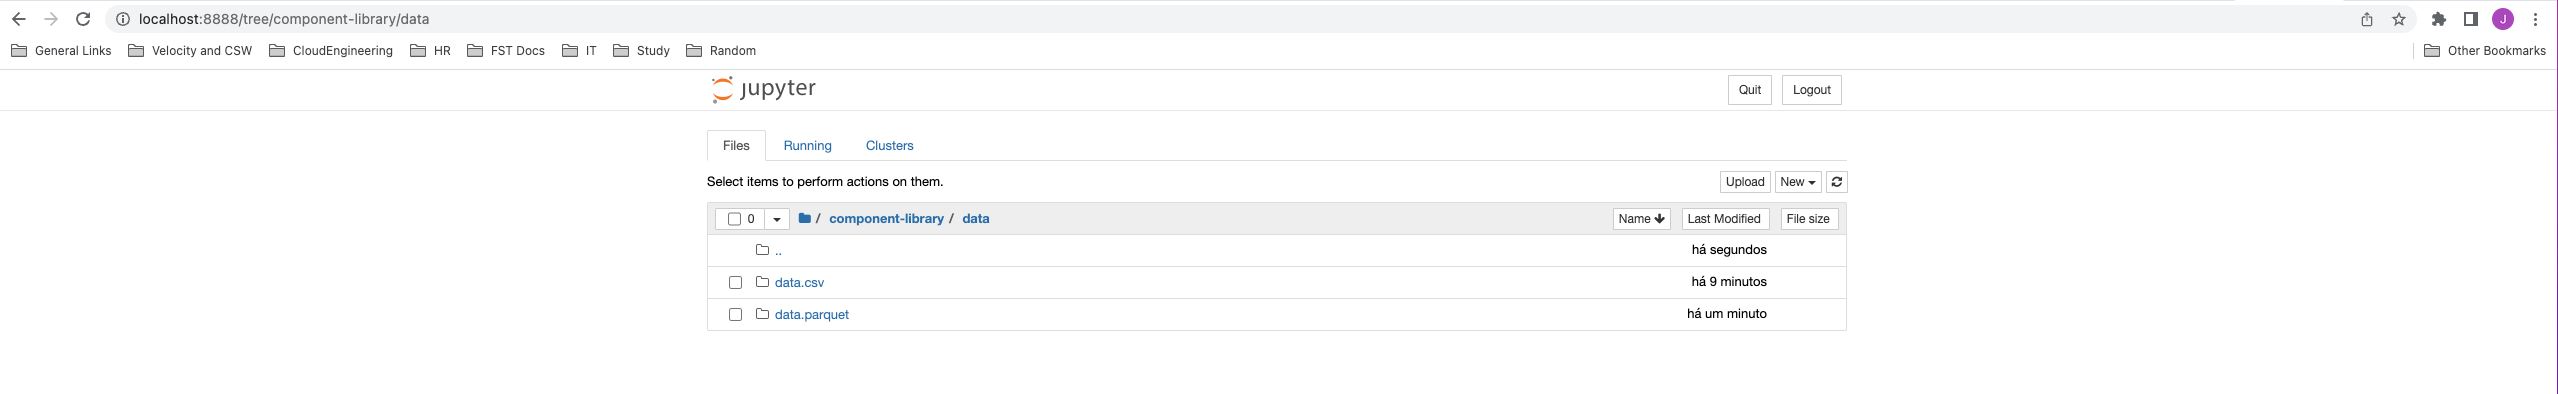 localhost:8888/tree/component-library/data
J
General Links Velocity and CSW CloudEngineering HR FST Docs IT Study Random Other Bookmarks
jupyter Quit Logout
Files Running Clusters
Select items to perform actions on them. Upload New
0 / component-library / data Name Last Modified File size
.. há segundos
data.csv há 9 minutos
data.parquet há um minuto